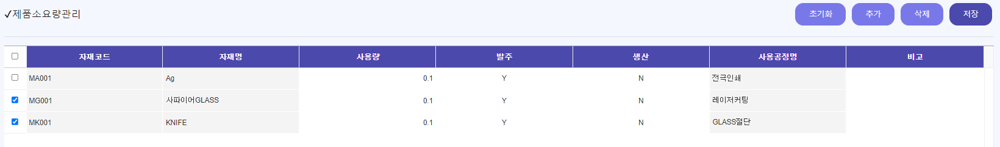 ✓제품소요량관리
초기화 추가 삭제 저장
자재코드 자재명 사용량 발주 생산 사용공정명 비고
MA001 Ag 0.1 Y N 전극인쇄
MG001 사파이어GLASS 0.1 Y N 레이저커팅
MK001 KNIFE 0.1 Y N GLASS절단